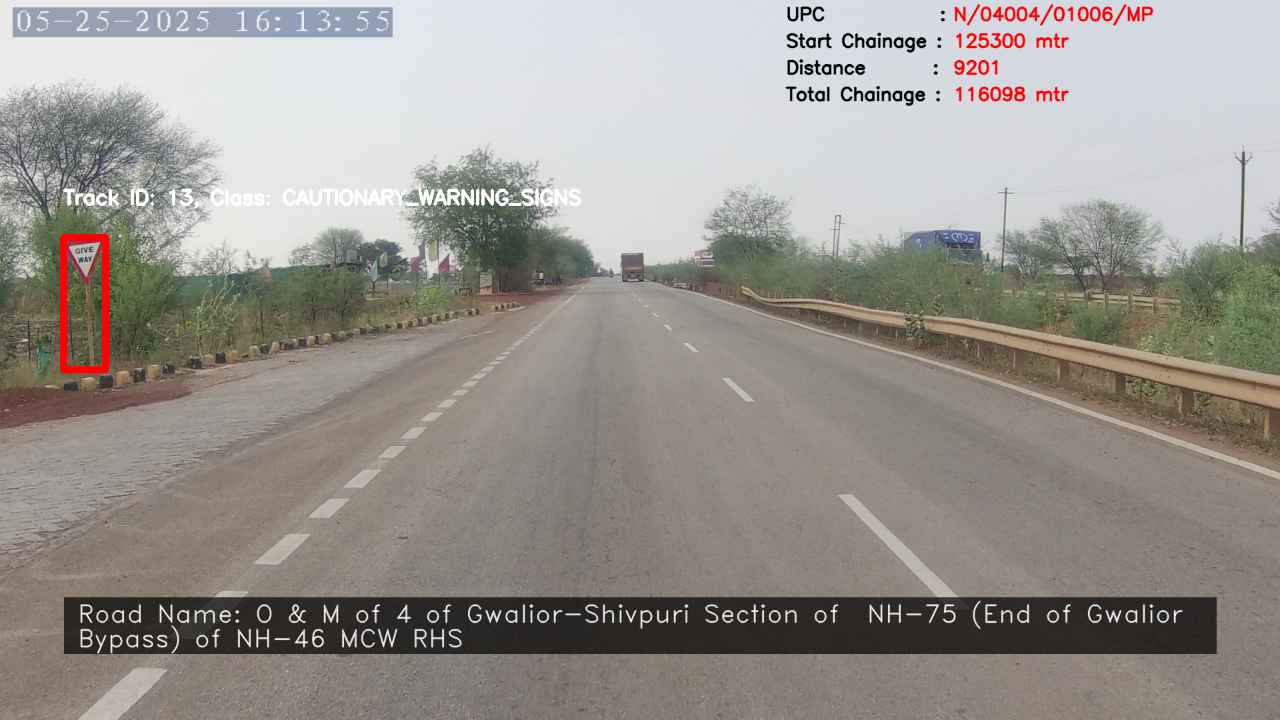 05-25-2025 16:13:55
UPC : N/04004/01006/MP
Start Chainage : 125300 mtr
Distance : 9201
Total Chainage : 116098 mtr
Track ID: 13, Class: CAUTIONARY_WARNING_SIGNS
GIVE
WAY
Road Name: O & M of 4 of Gwalior-Shivpuri Section of NH-75 (End of Gwalior
Bypass) of NH-46 MCW RHS